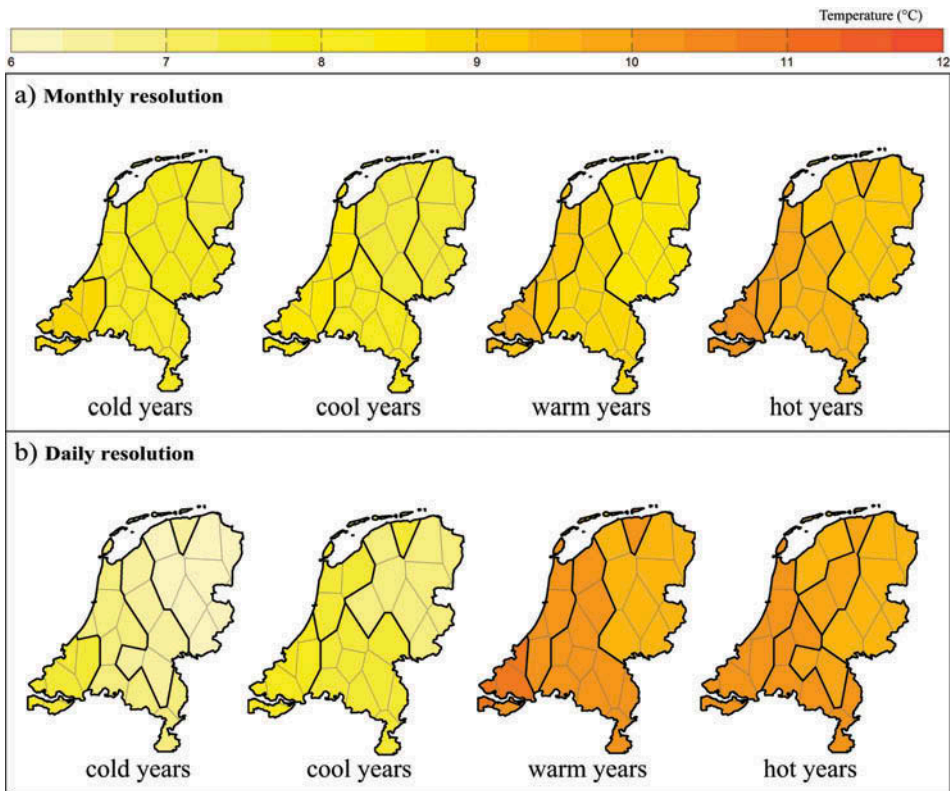 Temperature (°C)
6 7 8 9 10 11 12
a) Monthly resolution
cold years cool years warm years hot years
b) Daily resolution
cold years cool years warm years hot years